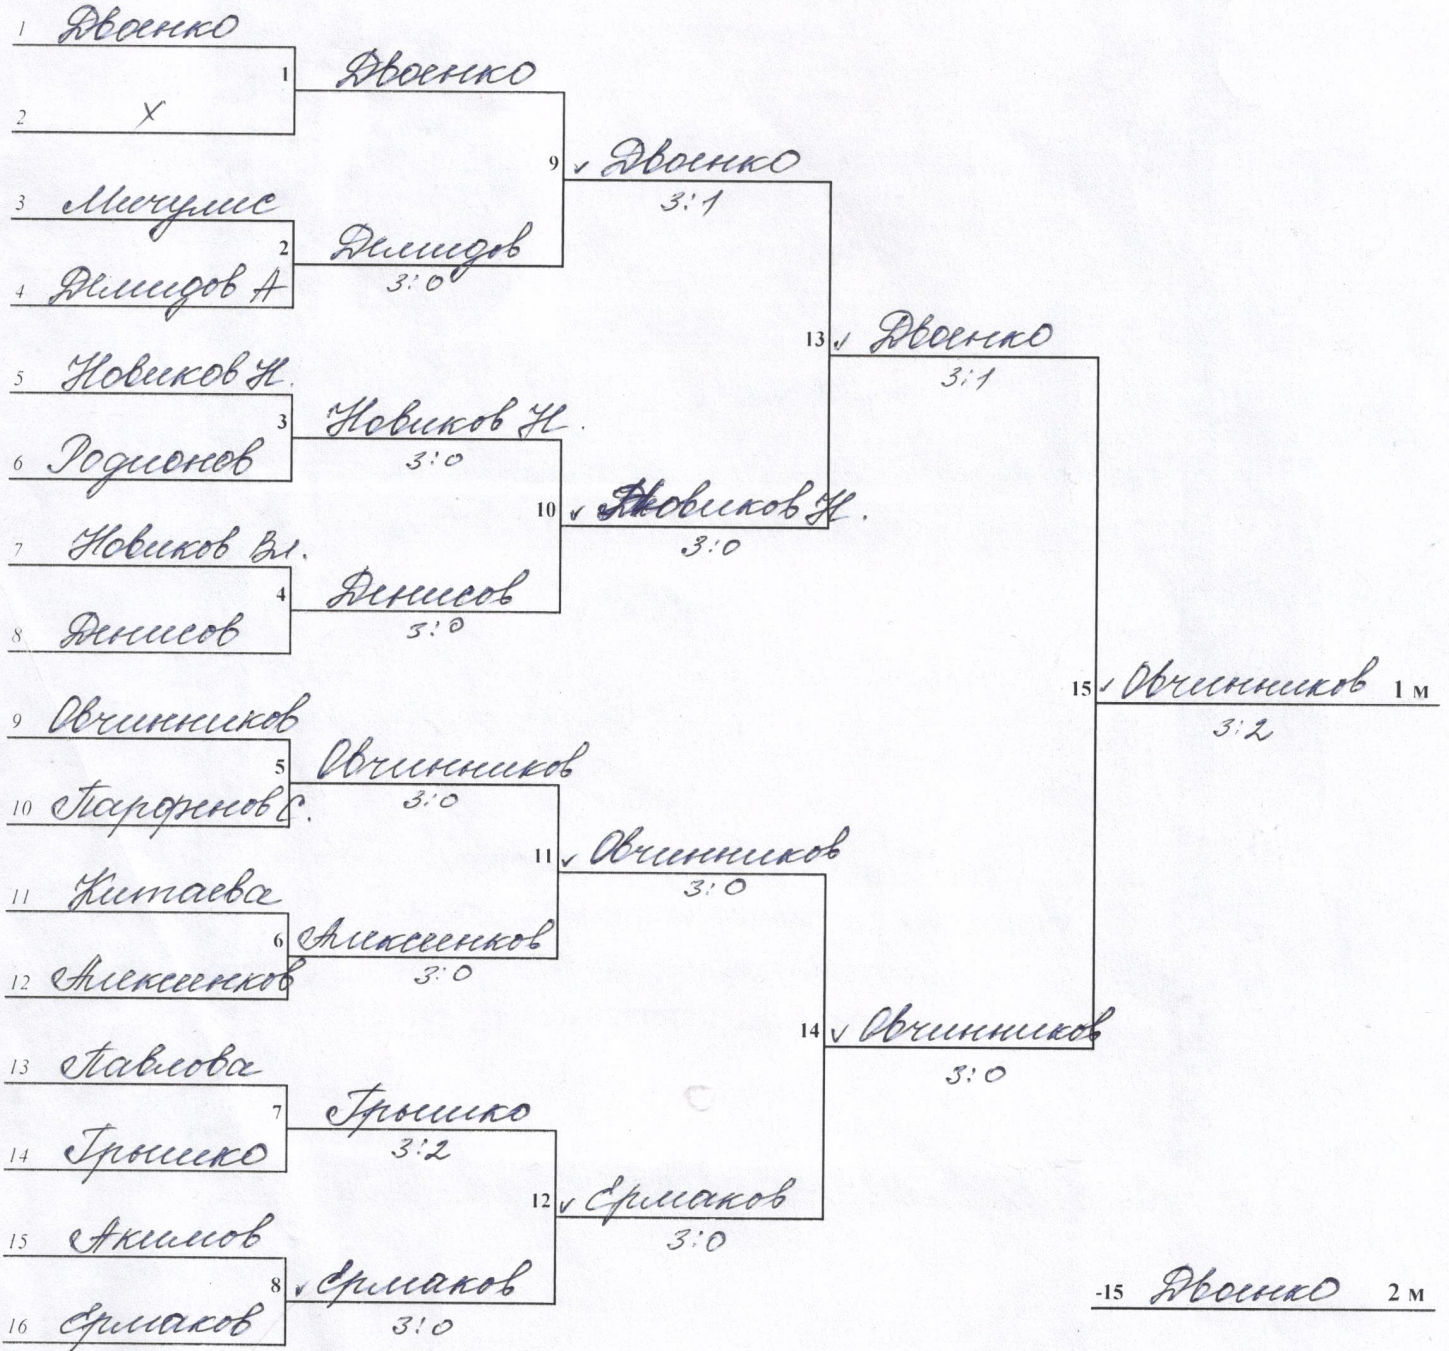 1 Двоенко
1 Двоенко
2 X
9 ✓ Двоенко
3:1
3 Мичулис
2 Демидов
3:0
4 Демидов А
13 ✓ Двоенко
3:1
5 Новиков Н.
3 Новиков Н.
3:0
6 Родионов
10 ✓ Новиков Н.
3:0
7 Новиков Вл.
4 Денисов
3:0
8 Денисов
15 ✓ Овчинников 1 м
3:2
9 Овчинников
5 Овчинников
3:0
10 Парфенов С.
11 ✓ Овчинников
3:0
11 Китаева
6 Алексеенков
3:0
12 Алексеенков
14 ✓ Овчинников
3:0
13 Павлова
7 Грышко
3:2
14 Грышко
12 ✓ Ермаков
3:0
15 Акимов
8 ✓ Ермаков
3:0
16 Ермаков
-15 Двоенко 2 м